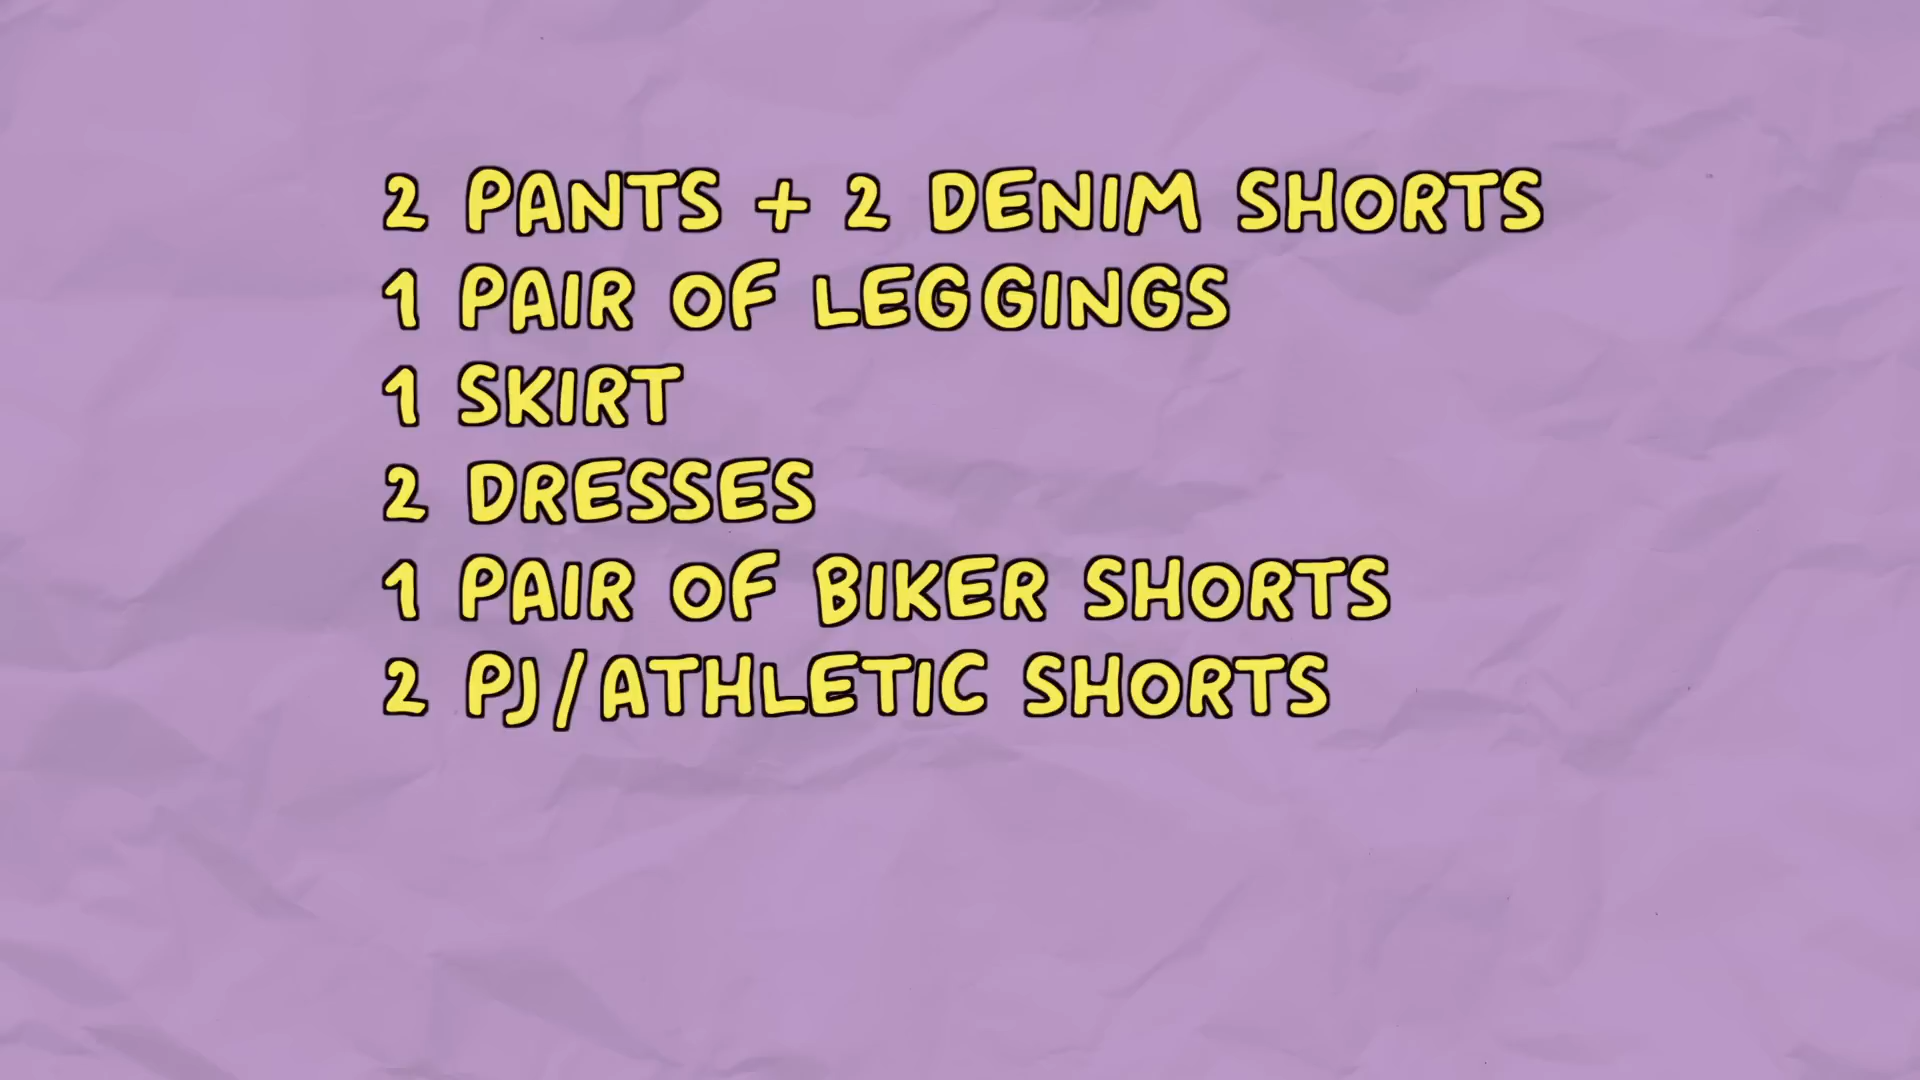 2 PANTS + 2 DENIM SHORTS
1 PAIR OF LEGGINGS
1 SKIRT
2 DRESSES
1 PAIR OF BIKER SHORTS
2 PJ/ATHLETIC SHORTS